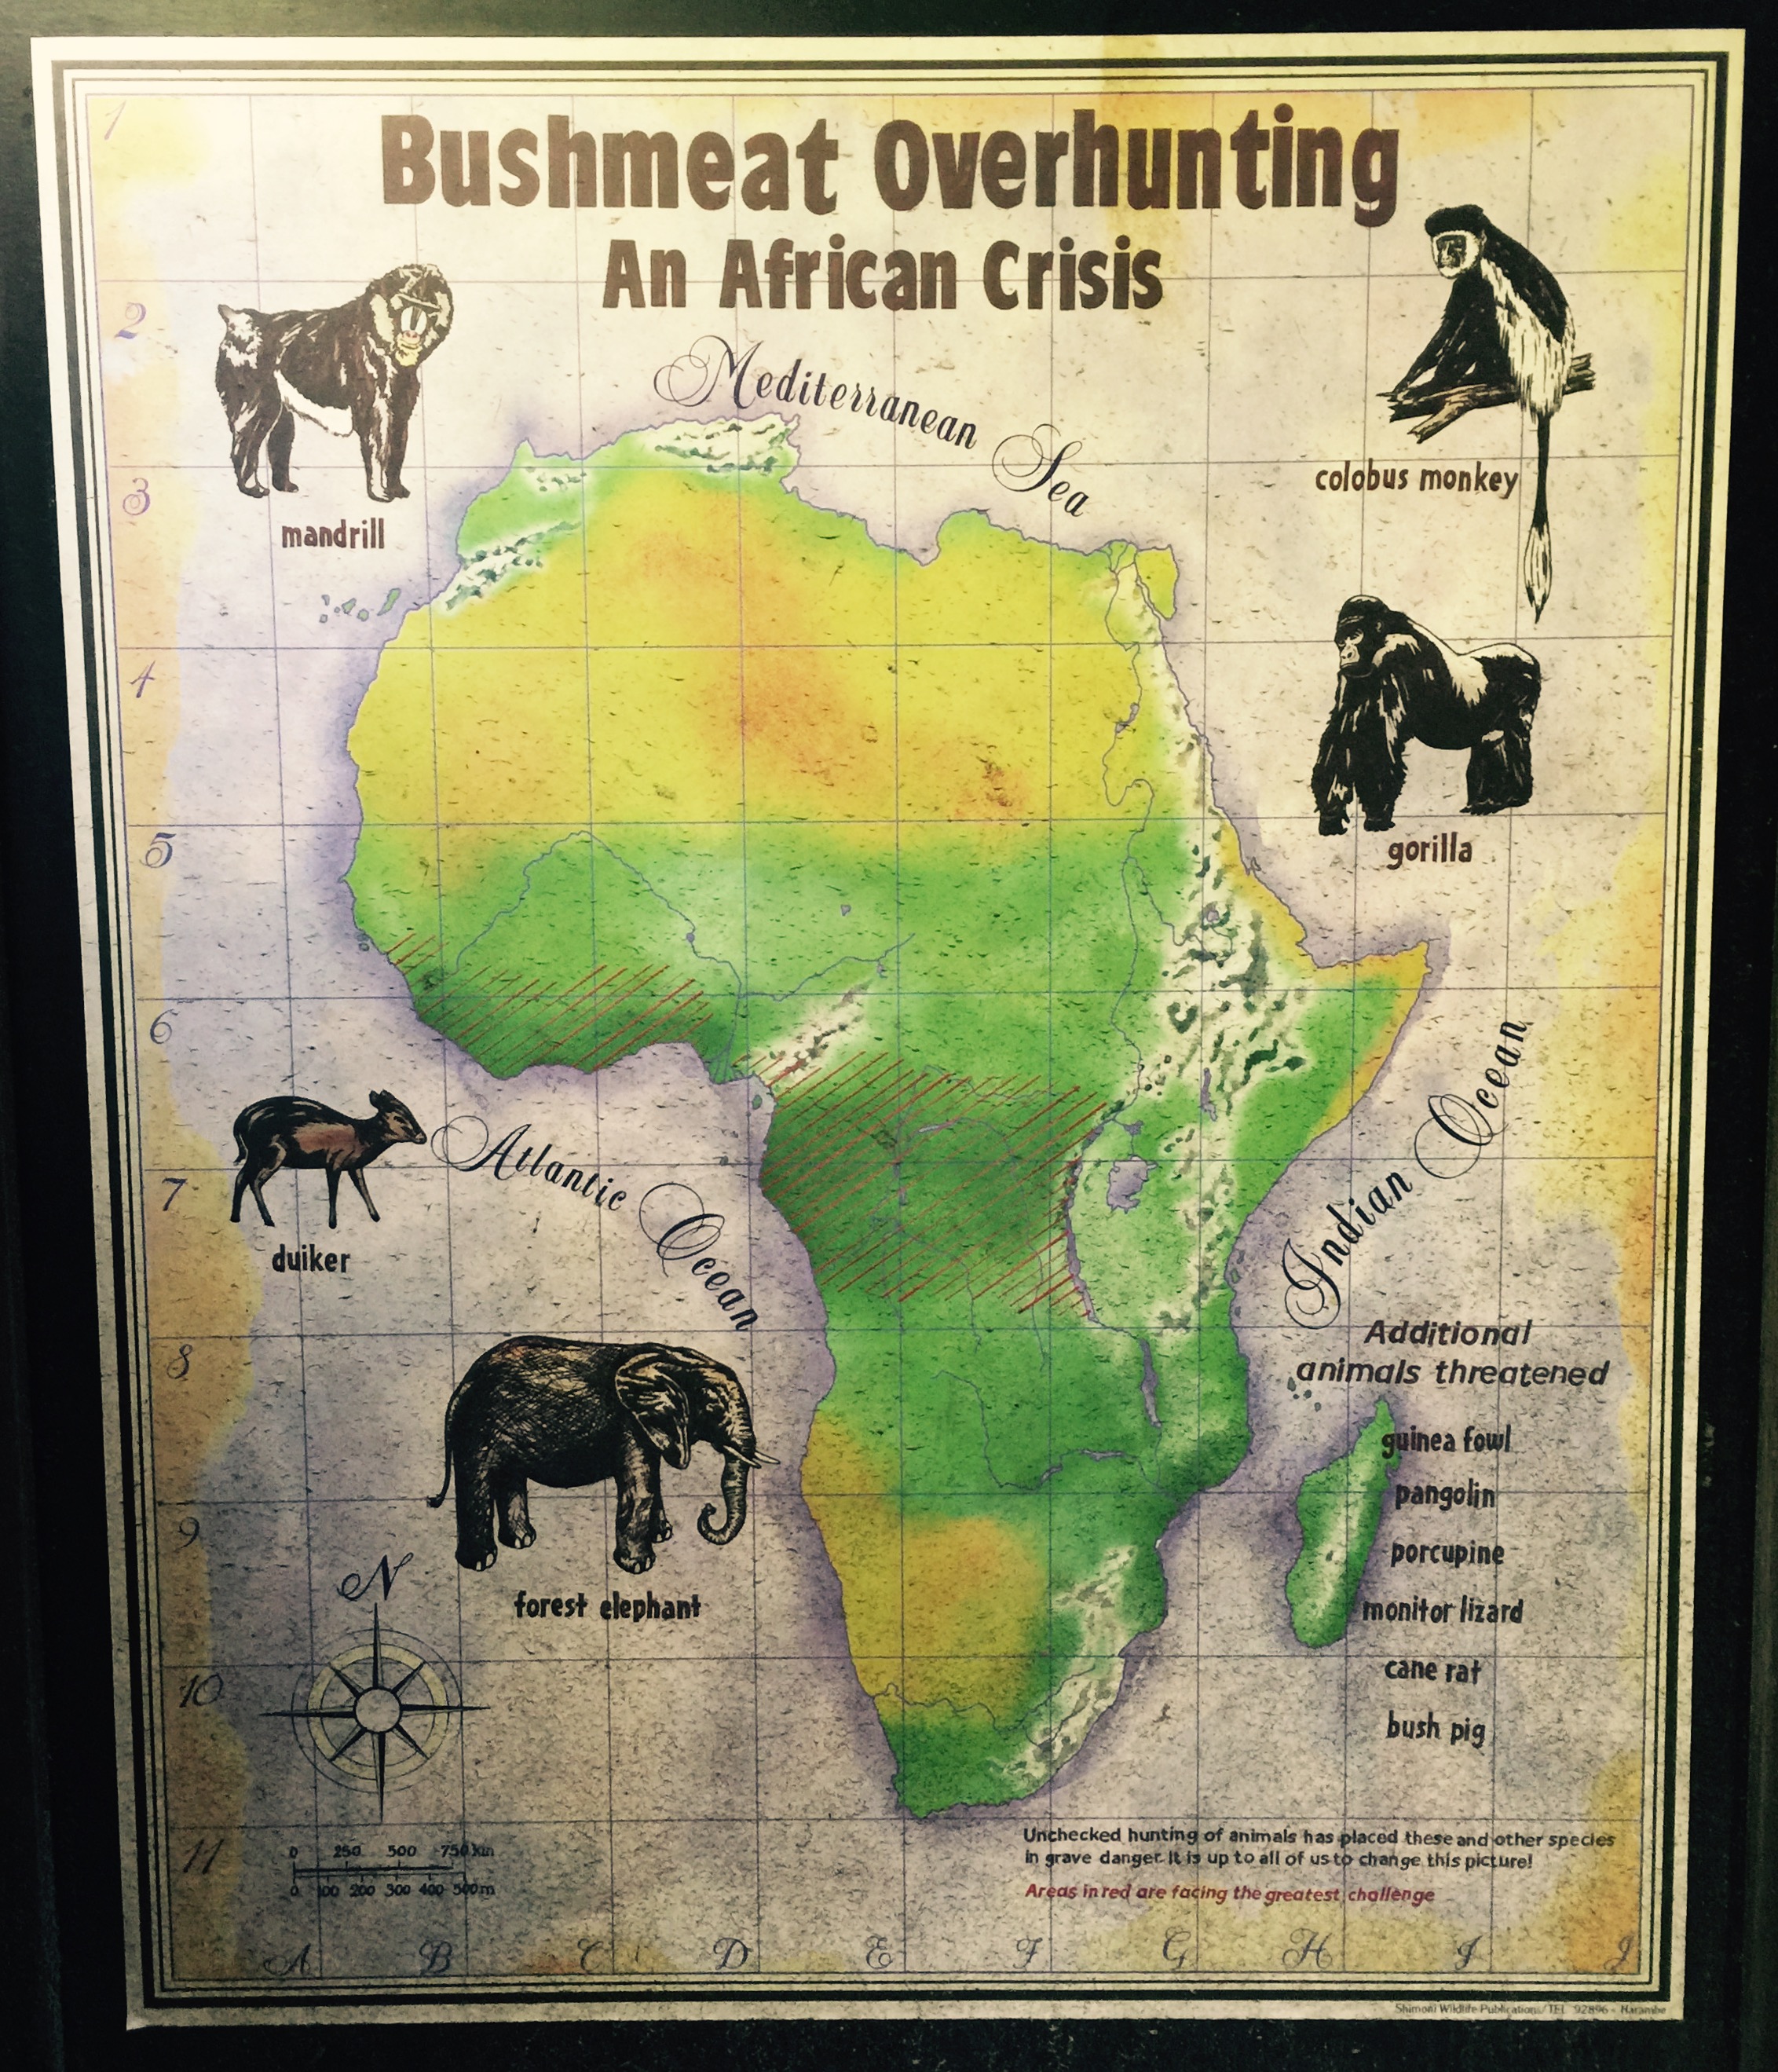 Bushmeat Overhunting
An African Crisis
1
2
3
4
5
6
7
8
9
10
11
mandrill
Mediterranean Sea
colobus monkey
gorilla
duiker
Atlantic Ocean
Indian Ocean
forest elephant
Additional
animals threatened
guinea fowl
pangolin
porcupine
monitor lizard
cane rat
bush pig
N
0 250 500 750 km
0 100 200 300 400 500m
Unchecked hunting of animals has placed these and other species
in grave danger. It is up to all of us to change this picture!
Areas in red are facing the greatest challenge
A B C D E F G H I J
Shimoni Wildlife Publications/TEL 92896 - Harambe